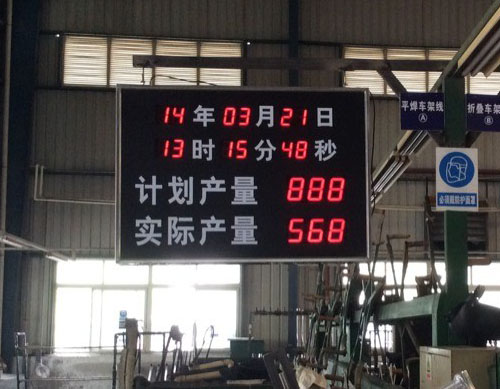 14年03月21日
13时15分48秒
计划产量 888
实际产量 568
平焊车架线
A
折叠车架
B
必须戴防护面罩